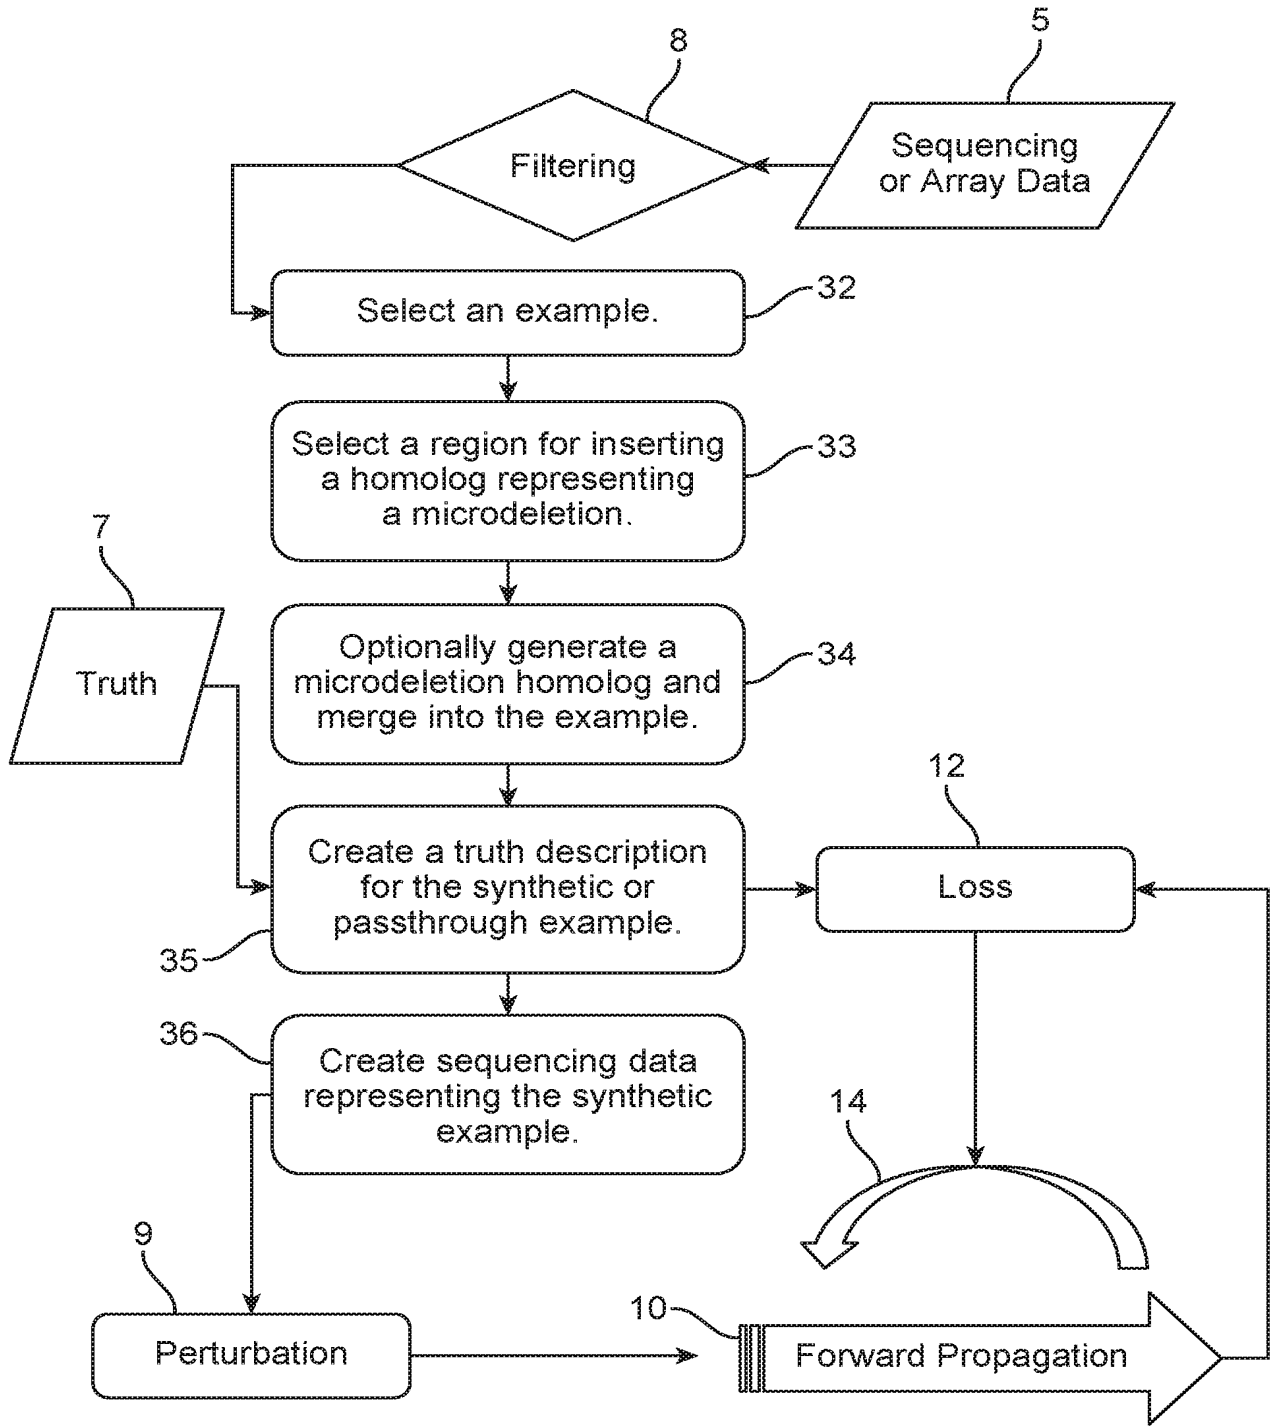 8
5
Filtering
Sequencing
or Array Data
32
Select an example.
33
Select a region for inserting
a homolog representing
a microdeletion.
7
Truth
34
Optionally generate a
microdeletion homolog and
merge into the example.
12
Create a truth description
for the synthetic or
passthrough example.
Loss
35
36
Create sequencing data
representing the synthetic
example.
14
9
Perturbation
10
Forward Propagation